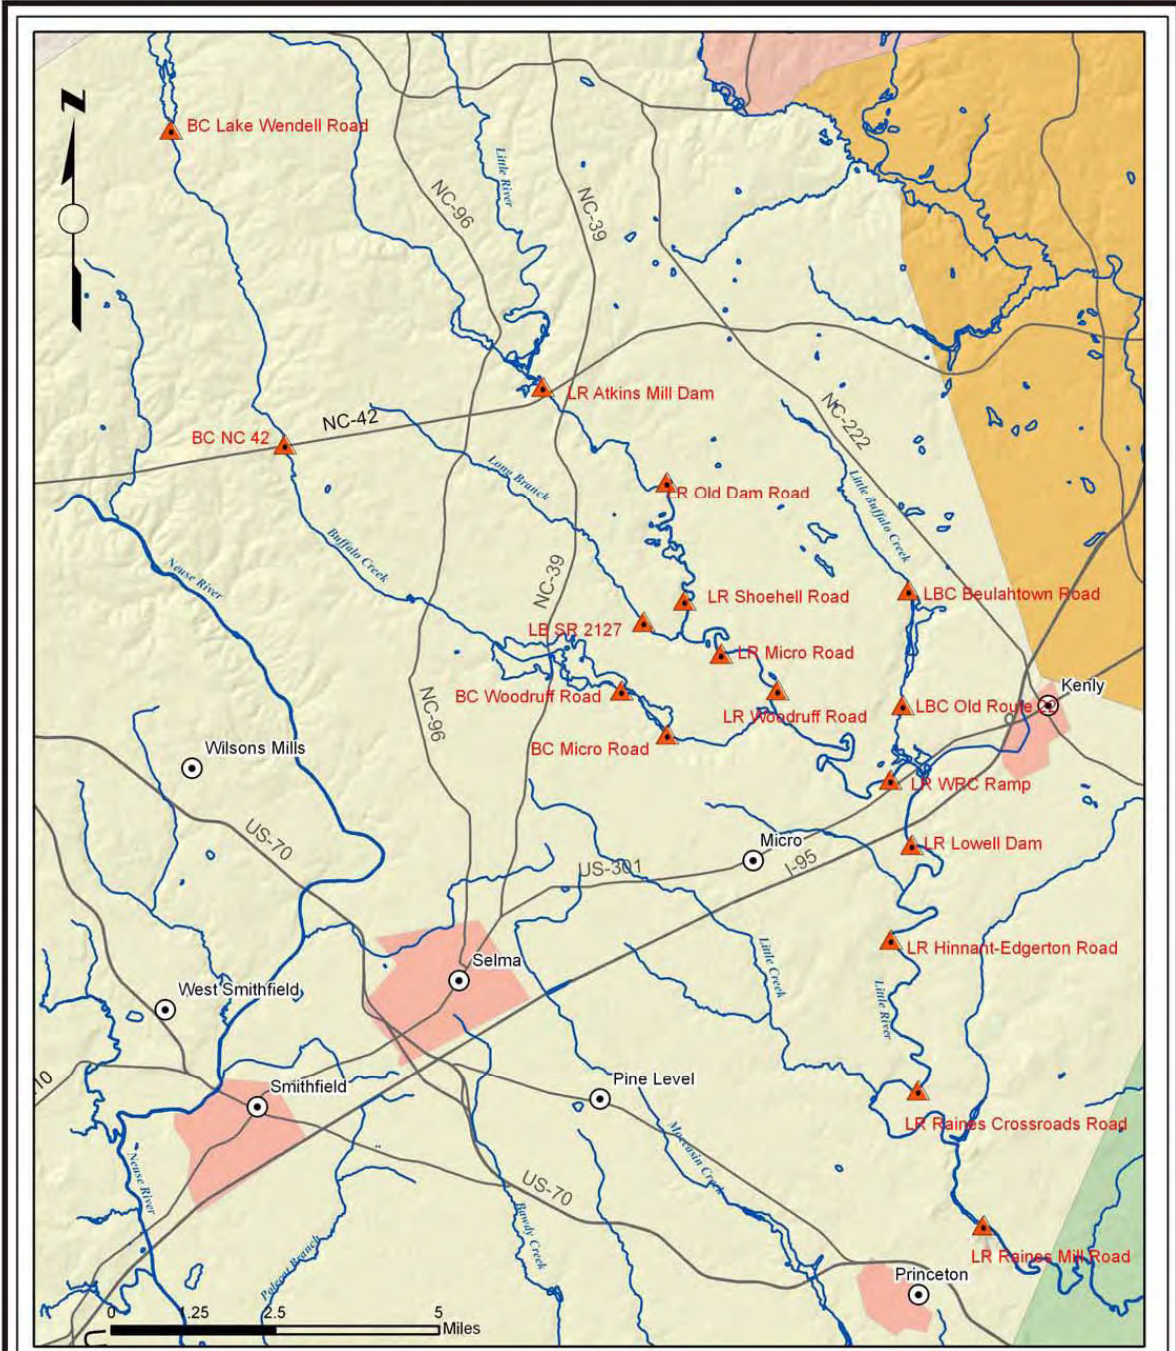 N
BC Lake Wendell Road
Little River
NC-96
NC-39
LR Atkins Mill Dam
NC-42
BC NC 42
NC-222
Long Branch
R Old Dam Road
Little Buffalo Creek
Buffalo Creek
Neuse River
NC-39
LBC Beulahtown Road
LR Shoehell Road
LB SR 2127
LR Micro Road
Kenly
BC Woodruff Road
LR Woodruff Road
LBC Old Route
NC-96
BC Micro Road
Wilsons Mills
LR WRC Ramp
US-70
Micro
LR Lowell Dam
I-95
US-301
LR Hinnant-Edgerton Road
Selma
Little Creek
West Smithfield
Little River
Pine Level
Smithfield
LR Raines Crossroads Road
Moccasin Creek
Neuse River
US-70
Bawdy Creek
LR Raines Mill Road
Princeton
0 1.25 2.5 5
Miles